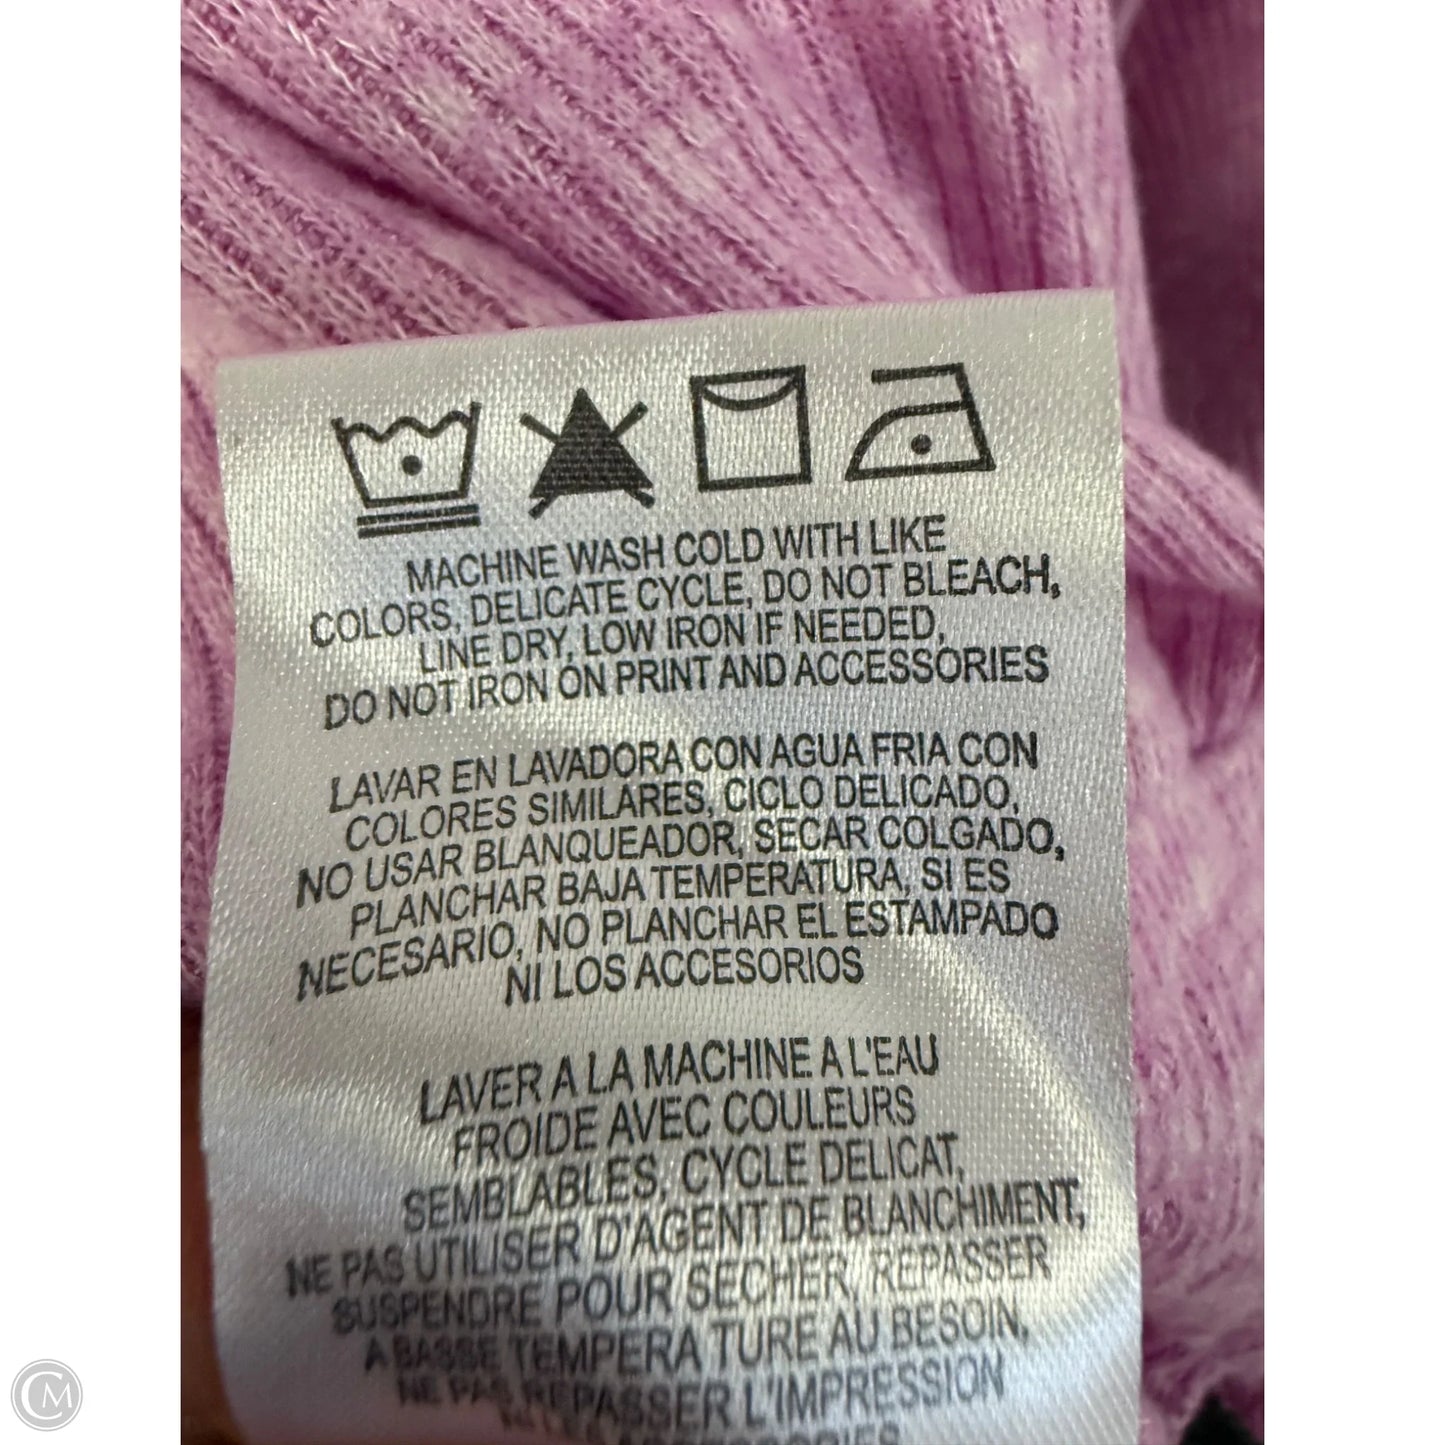 MACHINE WASH COLD WITH LIKE
COLORS, DELICATE CYCLE, DO NOT BLEACH,
LINE DRY, LOW IRON IF NEEDED,
DO NOT IRON ON PRINT AND ACCESSORIES
LAVAR EN LAVADORA CON AGUA FRIA CON
COLORES SIMILARES, CICLO DELICADO,
NO USAR BLANQUEADOR, SECAR COLGADO,
PLANCHAR BAJA TEMPERATURA, SI ES
NECESARIO, NO PLANCHAR EL ESTAMPADO
NI LOS ACCESORIOS
LAVER A LA MACHINE A L'EAU
FROIDE AVEC COULEURS
SEMBLABLES, CYCLE DELICAT,
NE PAS UTILISER D'AGENT DE BLANCHIMENT,
SUSPENDRE POUR SECHER, REPASSER
A BASSE TEMPERA TURE AU BESOIN,
NE PAS REPASSER L'IMPRESSION
CM